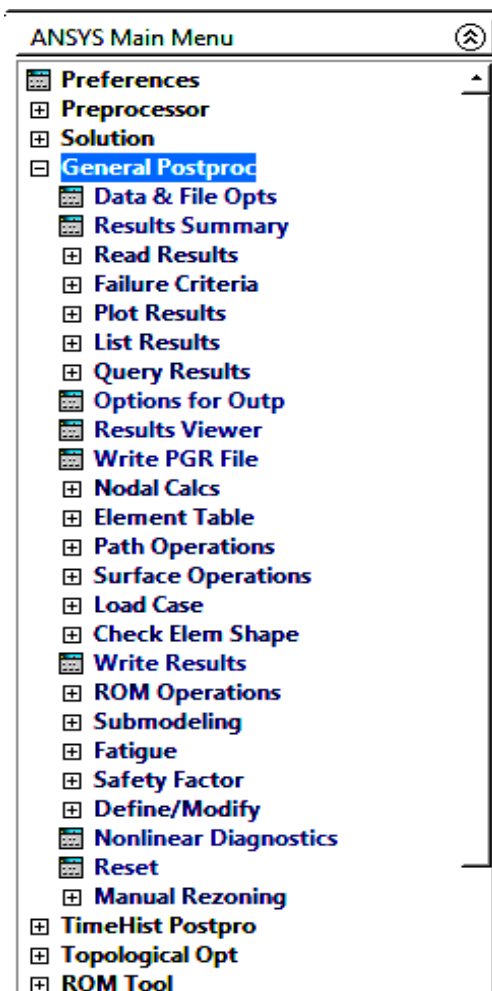 ANSYS Main Menu
Preferences
Preprocessor
Solution
General Postproc
Data & File Opts
Results Summary
Read Results
Failure Criteria
Plot Results
List Results
Query Results
Options for Outp
Results Viewer
Write PGR File
Nodal Calcs
Element Table
Path Operations
Surface Operations
Load Case
Check Elem Shape
Write Results
ROM Operations
Submodeling
Fatigue
Safety Factor
Define/Modify
Nonlinear Diagnostics
Reset
Manual Rezoning
TimeHist Postpro
Topological Opt
ROM Tool